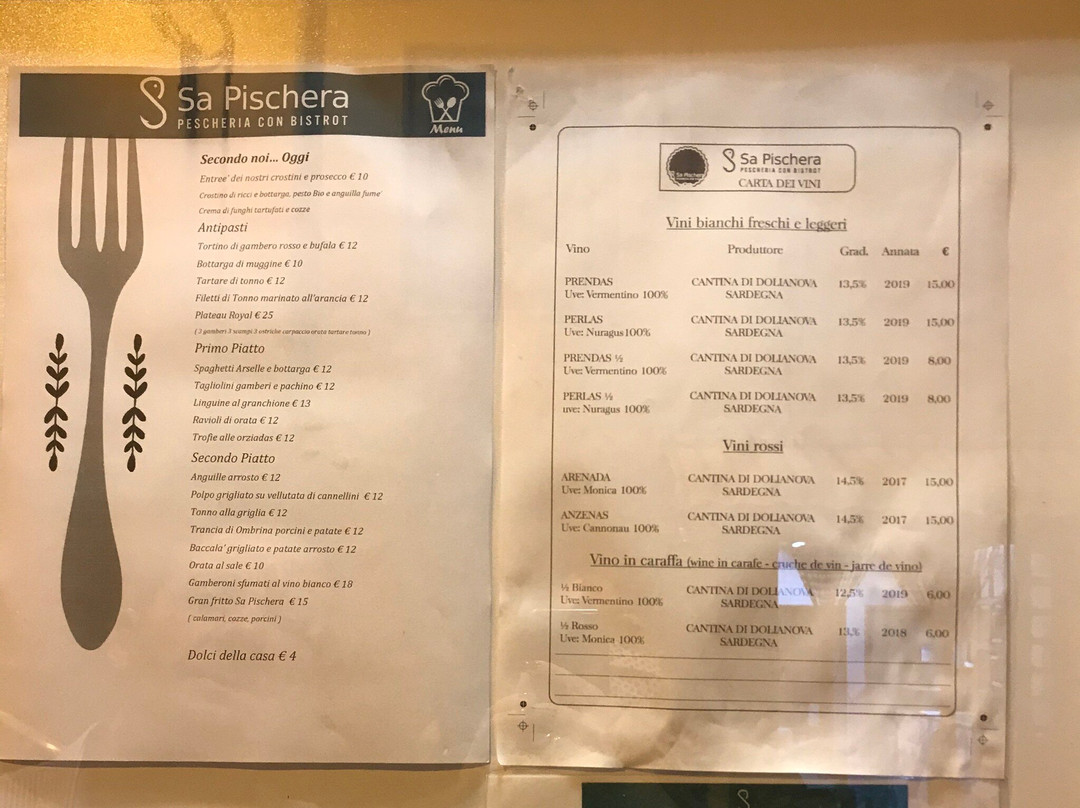 Sa Pischera
PESCHERIA CON BISTROT
Menu
Secondo noi... Oggi
Entree' dei nostri crostini e prosecco € 10
Crostino di ricci e bottarga, pesto Bio e anguilla fume'
Crema di funghi tartufati e cozze
Antipasti
Tortino di gambero rosso e bufala € 12
Bottarga di muggine € 10
Tartare di tonno € 12
Filetti di Tonno marinato all'arancia € 12
Plateau Royal € 25
( 3 gamberi 3 scampi 3 ostriche carpaccio orata tartare tonno )
Primo Piatto
Spaghetti Arselle e bottarga € 12
Tagliolini gamberi e pachino € 12
Linguine al granchione € 13
Ravioli di orata € 12
Trofie alle orziadas € 12
Secondo Piatto
Anguille arrosto € 12
Polpo grigliato su vellutata di cannellini € 12
Tonno alla griglia € 12
Trancia di Ombrina porcini e patate € 12
Baccala' grigliato e patate arrosto € 12
Orata al sale € 10
Gamberoni sfumati al vino bianco € 18
Gran fritto Sa Pischera € 15
( calamari, cozze, porcini )
Dolci della casa € 4
Sa Pischera
Sa Pischera
PESCHERIA CON BISTROT
CARTA DEI VINI
Vini bianchi freschi e leggeri
Vino Produttore Grad. Annata €
PRENDAS CANTINA DI DOLIANOVA 13,5% 2019 15,00
Uve: Vermentino 100% SARDEGNA
PERLAS CANTINA DI DOLIANOVA 13,5% 2019 15,00
Uve: Nuragus100% SARDEGNA
PRENDAS ½ CANTINA DI DOLIANOVA 13,5% 2019 8,00
Uve: Vermentino 100% SARDEGNA
PERLAS ½ CANTINA DI DOLIANOVA 13,5% 2019 8,00
uve: Nuragus 100% SARDEGNA
Vini rossi
ARENADA CANTINA DI DOLIANOVA 14,5% 2017 15,00
Uve: Monica 100% SARDEGNA
ANZENAS CANTINA DI DOLIANOVA 14,5% 2017 15,00
Uve: Cannonau 100% SARDEGNA
Vino in caraffa (wine in carafe - cruche de vin - jarre de vino)
½ Bianco CANTINA DI DOLIANOVA 12,5% 2019 6,00
Uve: Vermentino 100% SARDEGNA
½ Rosso CANTINA DI DOLIANOVA 13,% 2018 6,00
Uve: Monica 100% SARDEGNA